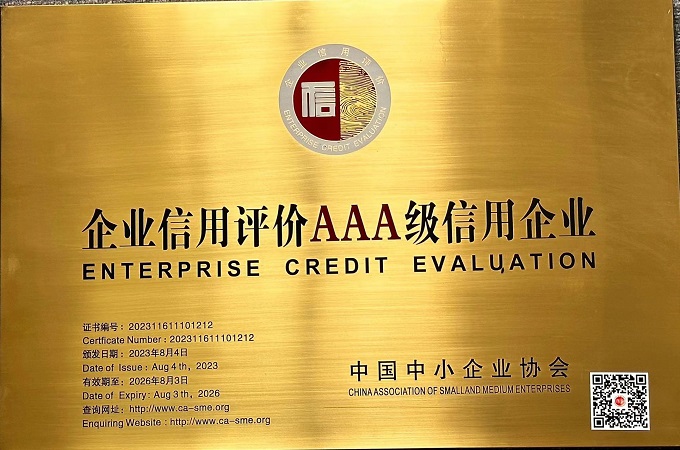 企业信用评价
信
ENTERPRISE CREDIT EVALUATION
企业信用评价AAA级信用企业
ENTERPRISE CREDIT EVALUATION
证书编号：202311611101212
Certficate Number : 202311611101212
颁发日期：2023年8月4日
Date of Issue : Aug 4th, 2023
有效期至：2026年8月3日
Date of Expiry: Aug 3th, 2026
查询网址：http://www.ca-sme.org
Enquiring Website : http://www.ca-sme.org
中国中小企业协会
CHINA ASSOCIATION OF SMALLAND MEDIUM ENTERPRISES